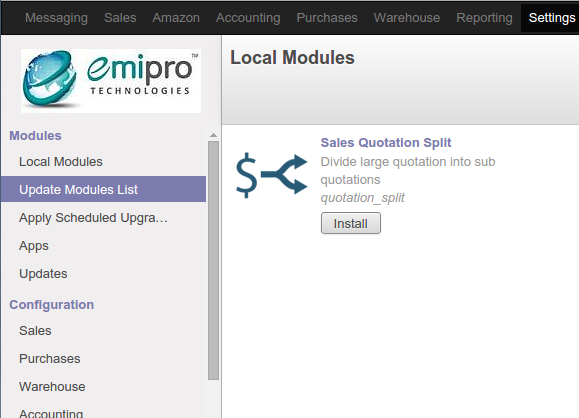 Messaging Sales Amazon Accounting Purchases Warehouse Reporting Settings
emipro™
TECHNOLOGIES
Modules
Local Modules
Update Modules List
Apply Scheduled Upgra…
Apps
Updates
Configuration
Sales
Purchases
Warehouse
Accounting
Local Modules
Sales Quotation Split
Divide large quotation into sub
quotations
quotation_split
Install